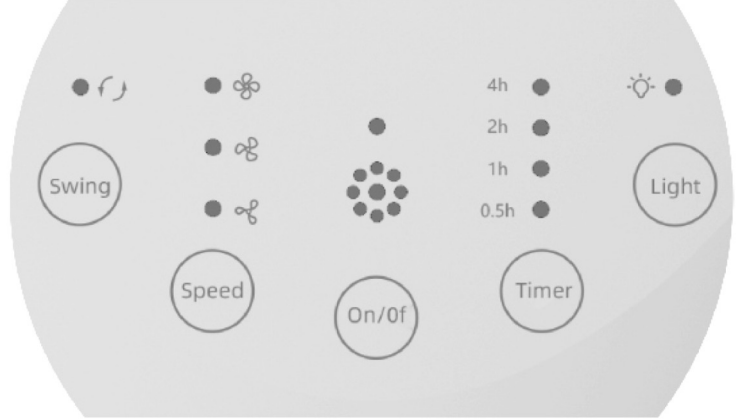 4h
2h
1h
0.5h
Swing
Light
Speed
On/0f
Timer